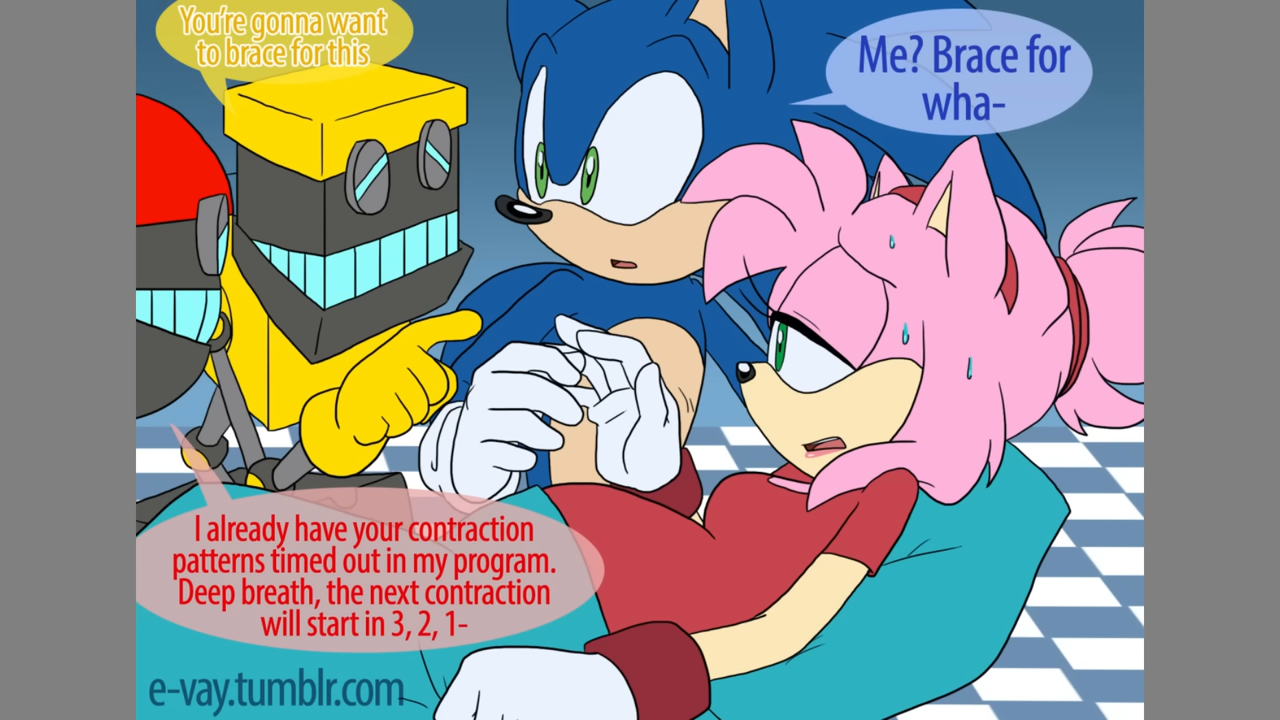 You're gonna want
to brace for this
Me? Brace for
wha-
I already have your contraction
patterns timed out in my program.
Deep breath, the next contraction
will start in 3, 2, 1-
e-vay.tumblr.com